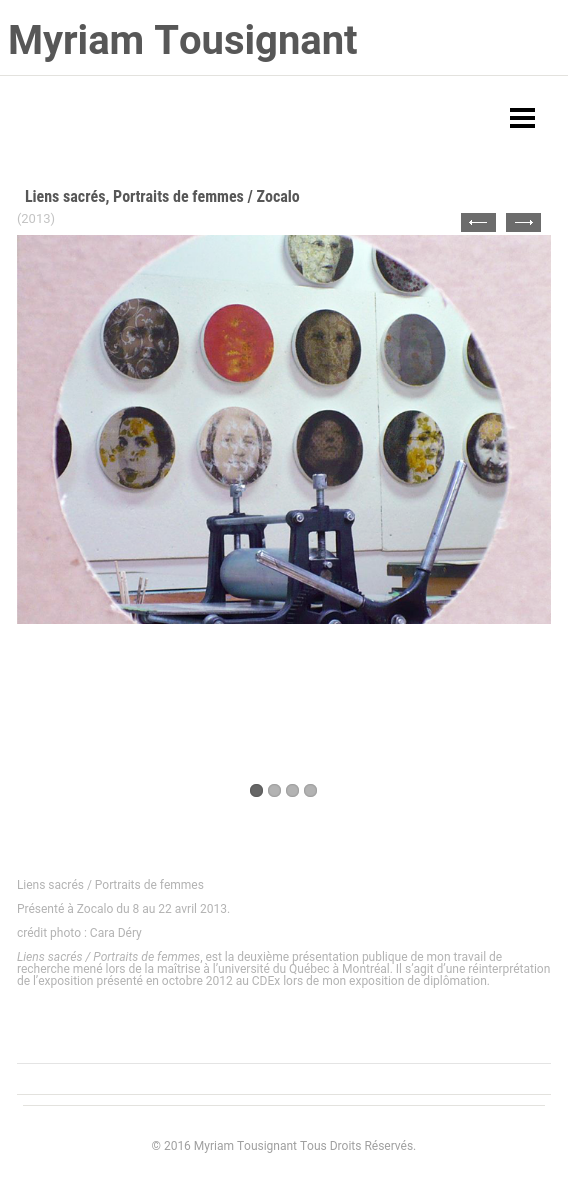 Myriam Tousignant
Liens sacrés, Portraits de femmes / Zocalo
(2013)
Liens sacrés / Portraits de femmes
Présenté à Zocalo du 8 au 22 avril 2013.
crédit photo : Cara Déry
Liens sacrés / Portraits de femmes, est la deuxième présentation publique de mon travail de
recherche mené lors de la maîtrise à l'université du Québec à Montréal. Il s'agit d'une réinterprétation
de l'exposition présenté en octobre 2012 au CDEx lors de mon exposition de diplômation.
© 2016 Myriam Tousignant Tous Droits Réservés.